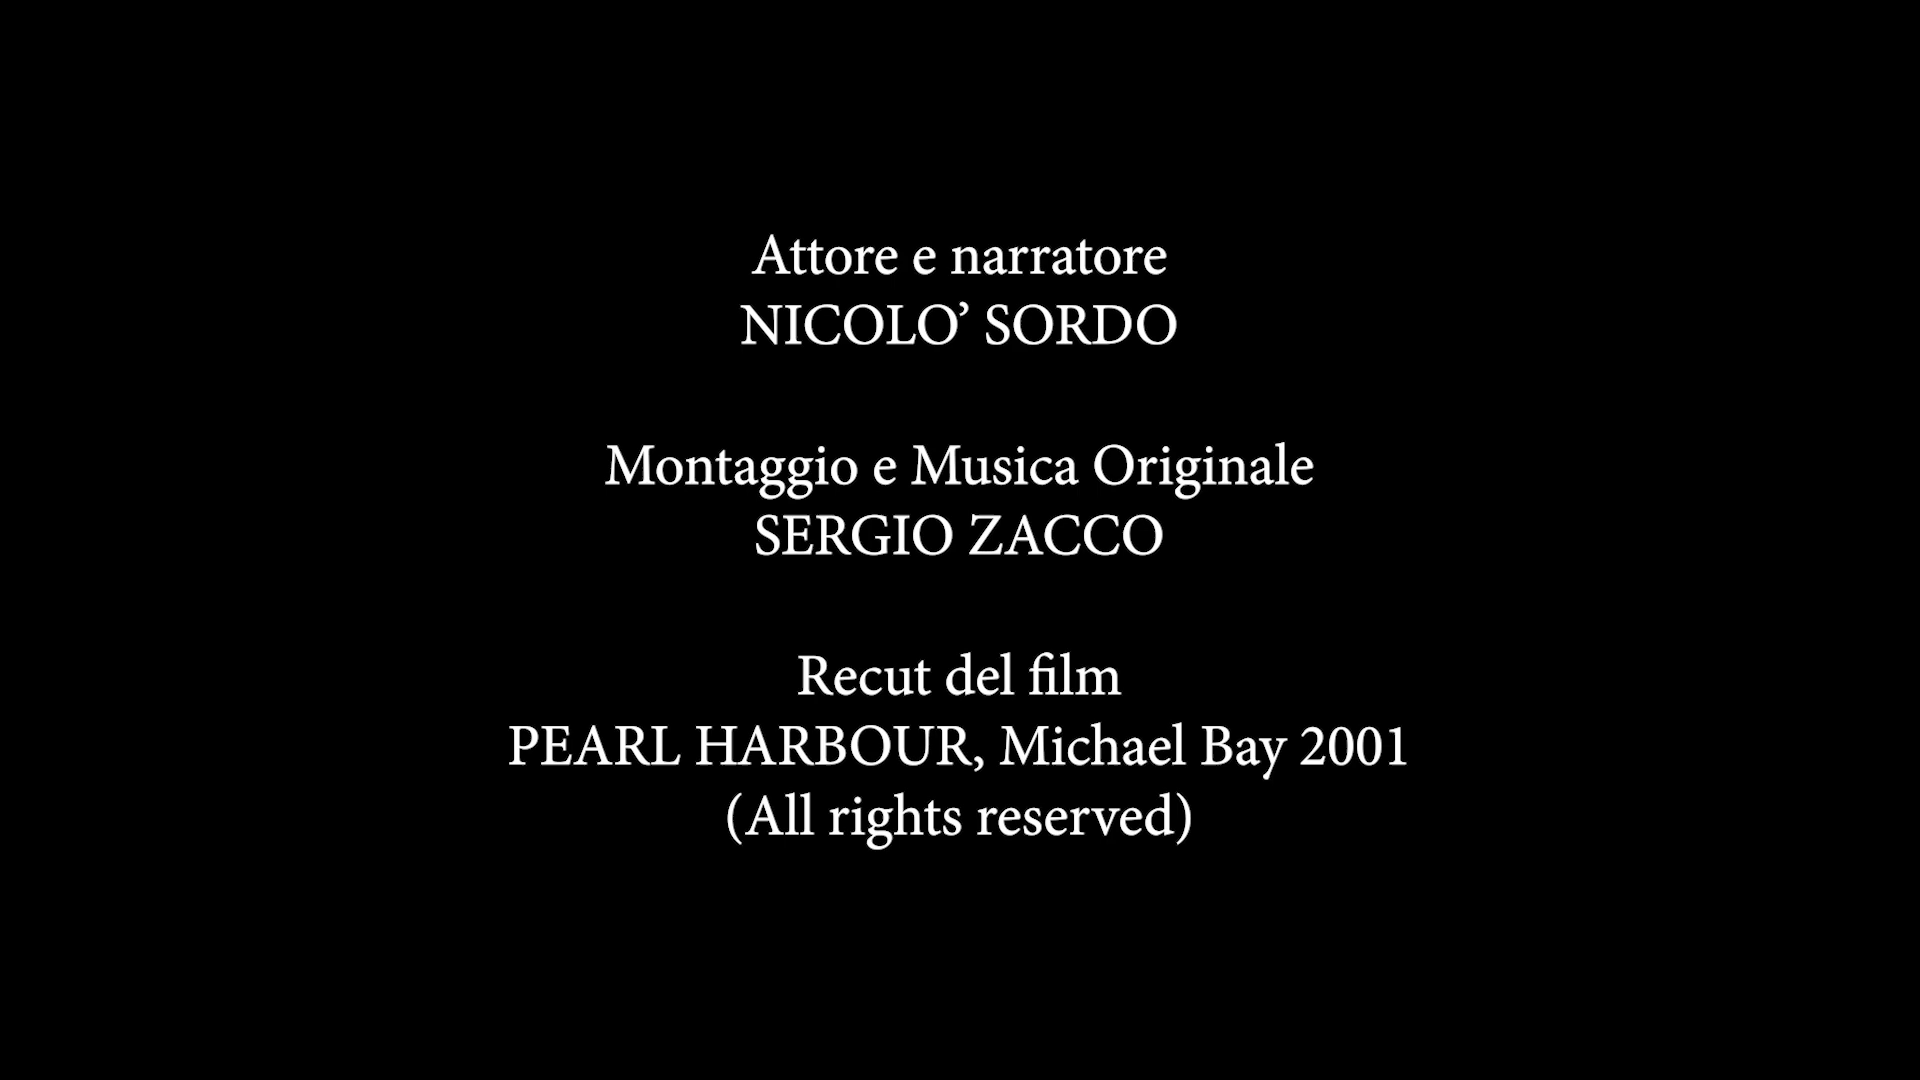 Attore e narratore
NICOLO’ SORDO
Montaggio e Musica Originale
SERGIO ZACCO
Recut del film
PEARL HARBOUR, Michael Bay 2001
(All rights reserved)